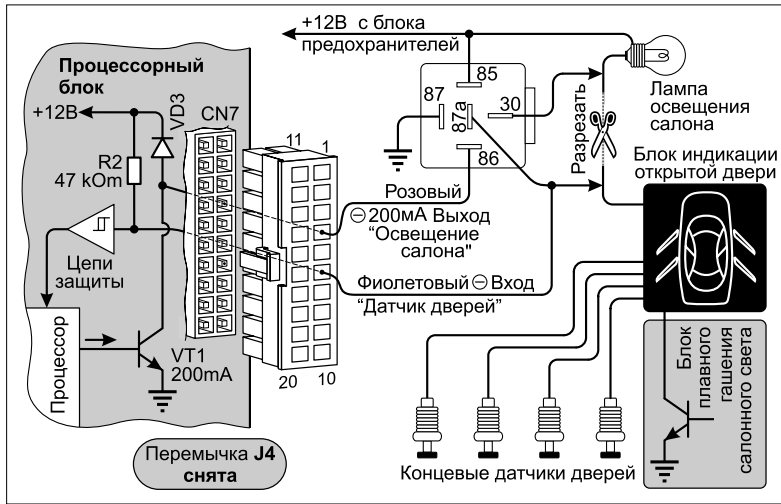 +12В с блока
предохранителей
Процессорный
блок
+12В
VD3
CN7
R2
47 kOm
11
1
85
87
87a
30
86
Разрезать
Лампа
освещения
салона
Блок индикации
открытой двери
Розовый
⊖ 200мА Выход
"Освещение
салона"
Цепи
защиты
Фиолетовый ⊖ Вход
"Датчик дверей"
Процессор
VT1
200mA
20
10
Блок
плавного
гашения
салонного света
Перемычка J4
снята
Концевые датчики дверей